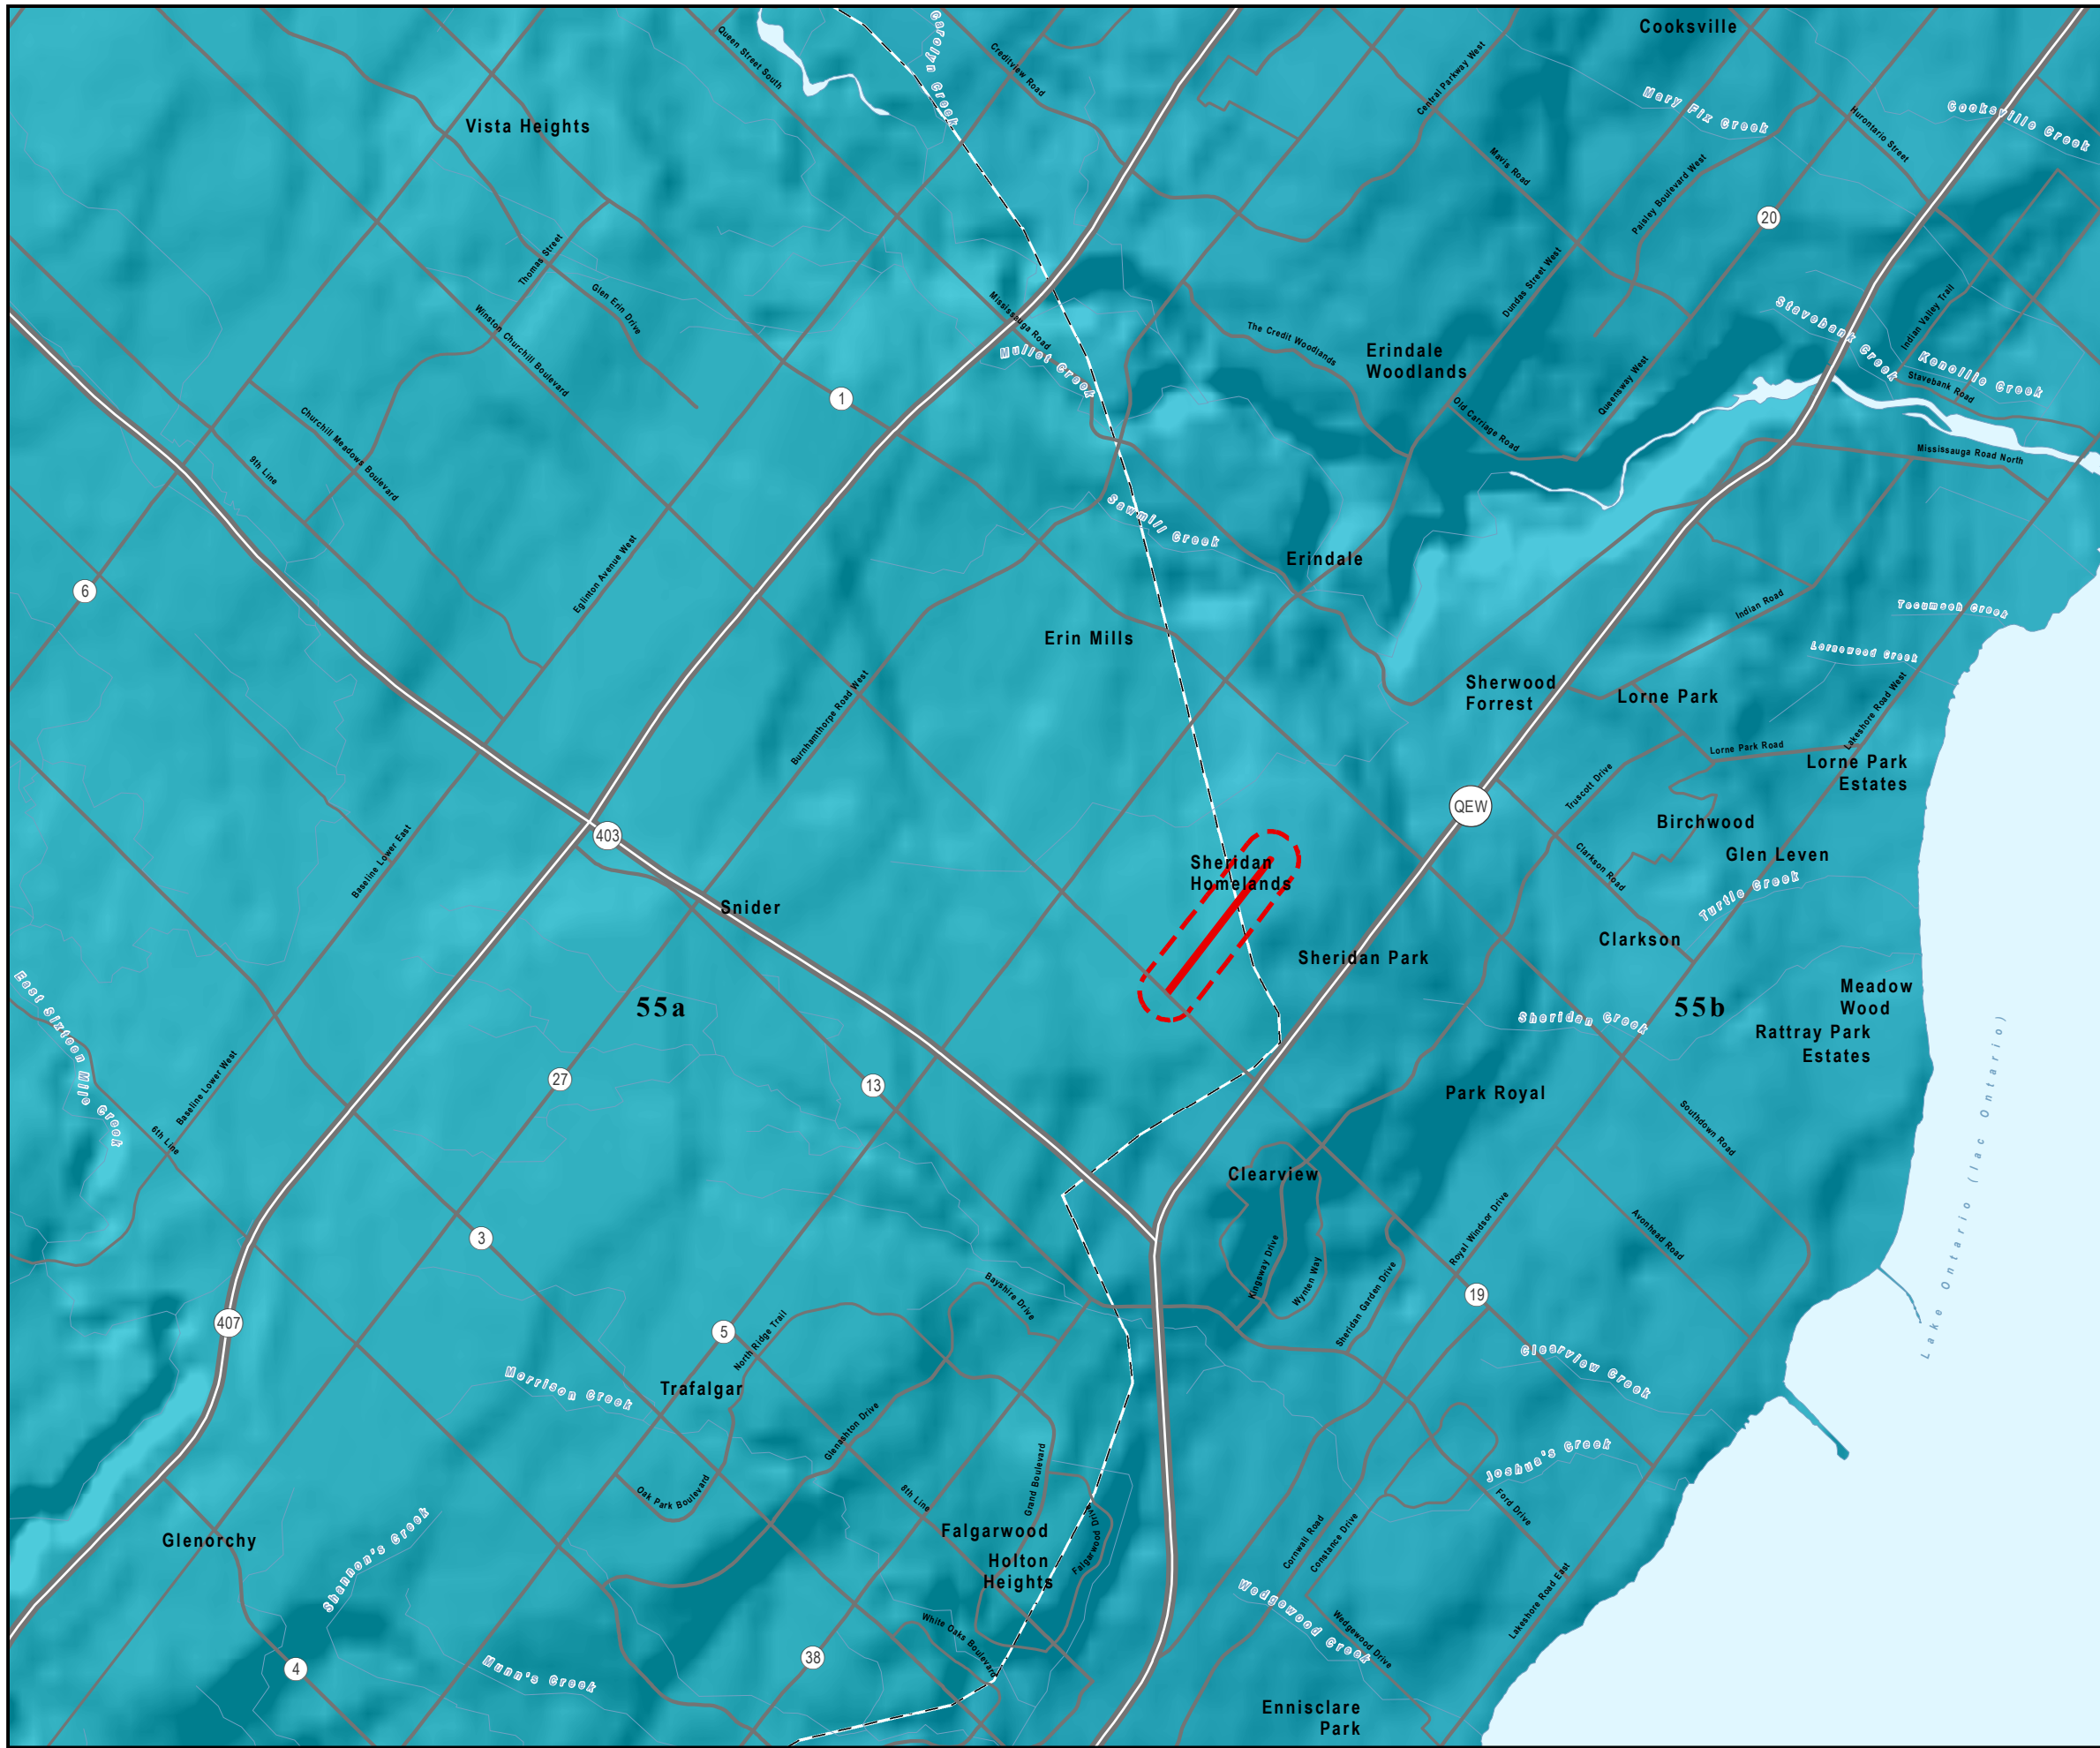 Cooksville
Queen Street South
Carolyn Creek
Creditview Road
Central Parkway West
Mary Fix Creek
Hurontario Street
Cooksville Creek
Vista Heights
Mavis Road
Paisley Boulevard West
20
Thomas Street
Glen Erin Drive
Winston Churchill Boulevard
Mississauga Road
Mullet Creek
The Credit Woodlands
Dundas Street West
Erindale
Woodlands
Stavebank Creek
Indian Valley Trail
Kenollie Creek
Stavebank Road
Queensway West
1
Old Carriage Road
Mississauga Road North
Churchill Meadows Boulevard
9th Line
Sawmill Creek
Eglinton Avenue West
Erindale
6
Indian Road
Tecumseh Creek
Erin Mills
Lornewood Creek
Sherwood
Forrest
Lorne Park
Lakeshore Road West
Burnhamthorpe Road West
Lorne Park Road
Lorne Park
Estates
Truscott Drive
QEW
Birchwood
403
Baseline Lower East
Sheridan
Homelands
Glen Leven
Clarkson Road
Turtle Creek
Snider
Clarkson
Sheridan Park
55a
55b
Meadow
Wood
Sheridan Creek
Rattray Park
Estates
East Sixteen Mile Creek
Baseline Lower West
27
13
Park Royal
Southdown Road
6th Line
Lake Ontario (lac Ontario)
Clearview
3
Royal Windsor Drive
Avonhead Road
Kingsway Drive
Wynten Way
Sheridan Garden Drive
19
Bayshire Drive
407
5
North Ridge Trail
Morrison Creek
Trafalgar
Clearview Creek
Glenashton Drive
Joshua's Creek
Oak Park Boulevard
8th Line
Grand Boulevard
Ford Drive
Falgarwood Drive
Glenorchy
Shannon's Creek
Falgarwood
Holton
Heights
Cornwall Road
Constance Drive
Lakeshore Road East
Wedgewood Creek
Wedgewood Drive
White Oaks Boulevard
4
Munn's Creek
38
Ennisclare
Park